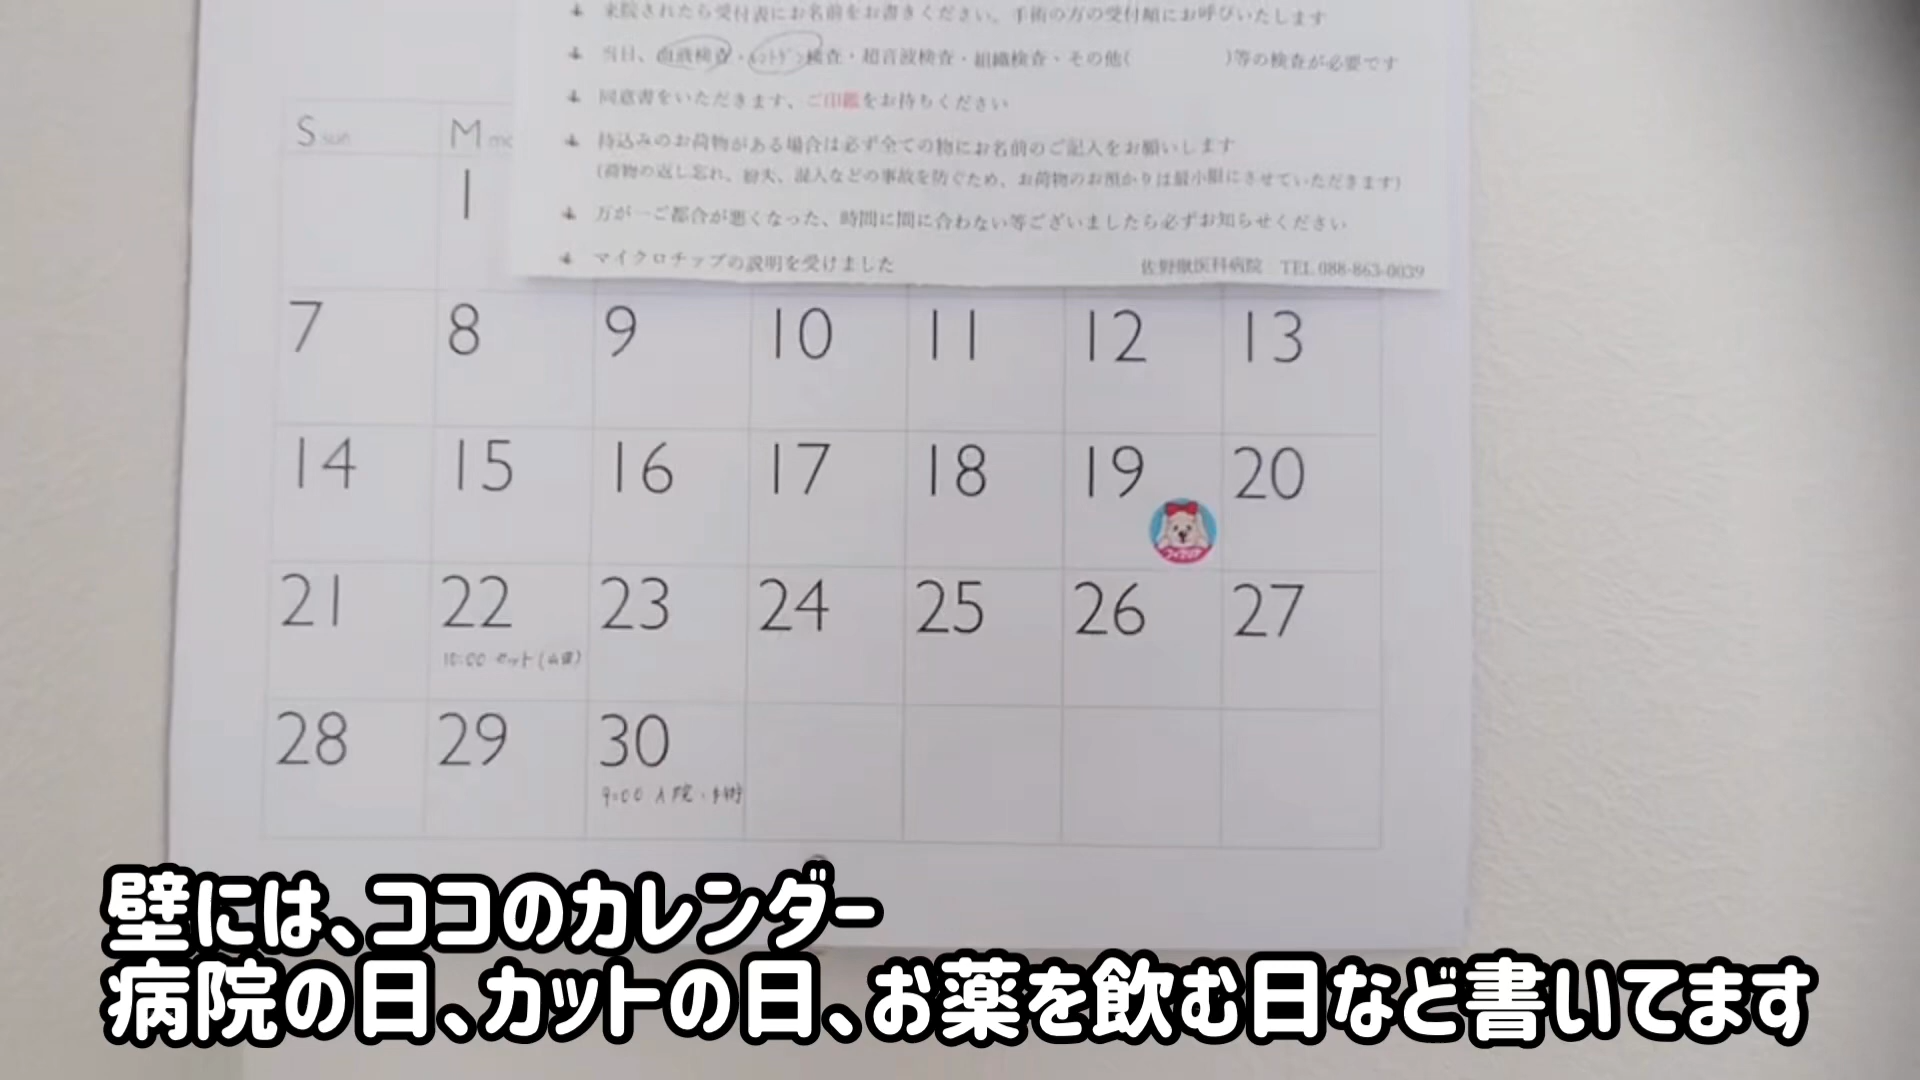 来院されたら受付表にお名前をお書きください。手術の方の受付順にお呼びいたします
当日、血液検査・レントゲン検査・超音波検査・組織検査・その他(　　　　)等の検査が必要です
同意書をいただきます、ご印鑑をお持ちください
持込みのお荷物がある場合は必ず全ての物にお名前のご記入をお願いします
(荷物の返し忘れ、紛失、混入などの事故を防ぐため、お荷物のお預かりは最小限にさせていただきます)
万が一ご都合が悪くなった、時間に間に合わない等ございましたら必ずお知らせください
マイクロチップの説明を受けました 佐野獣医科病院 TEL 088-863-0039
S sun M
1
7 8 9 10 11 12 13
14 15 16 17 18 19 20
フィラリア
21 22 23 24 25 26 27
10:00 カット
28 29 30
9:00 入院・手術
壁には、ココのカレンダー
病院の日、カットの日、お薬を飲む日など書いてます